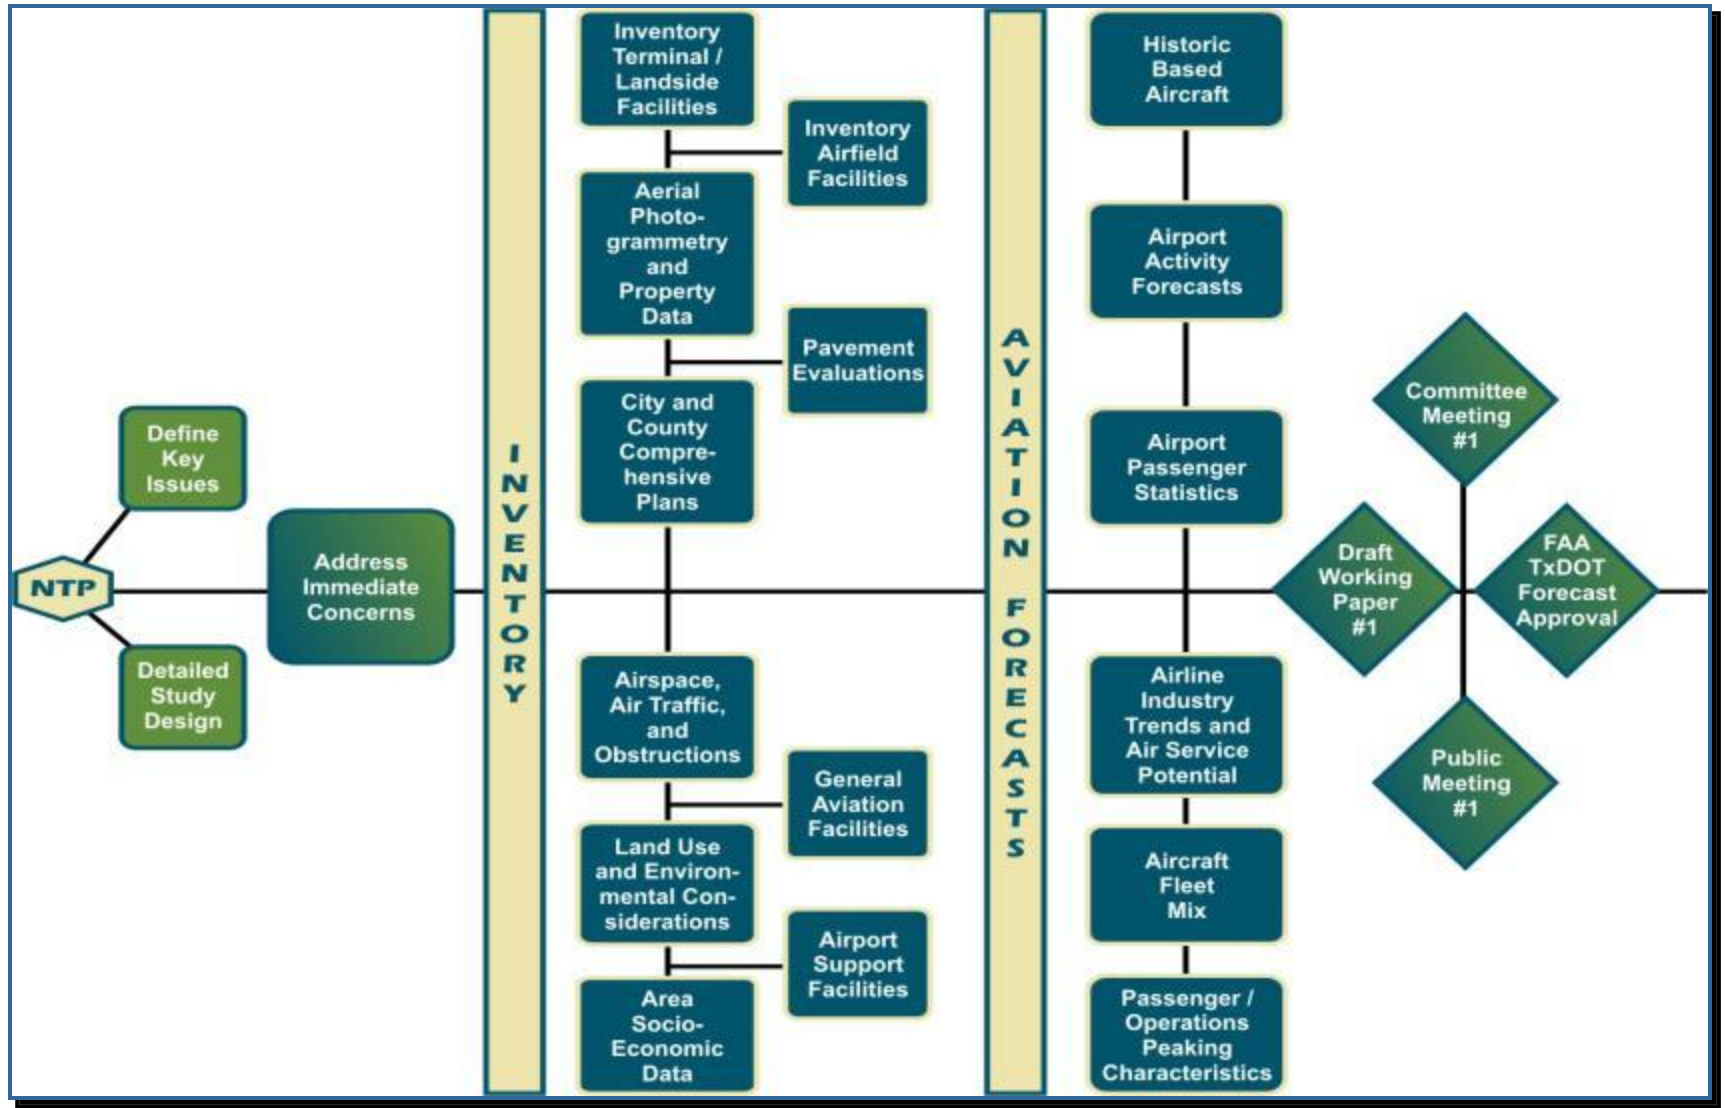 NTP
Define
Key
Issues
Detailed
Study
Design
Address
Immediate
Concerns
INVENTORY
Inventory
Terminal /
Landside
Facilities
Inventory
Airfield
Facilities
Aerial
Photo-
grammetry
and
Property
Data
Pavement
Evaluations
City and
County
Compre-
hensive
Plans
Airspace,
Air Traffic,
and
Obstructions
General
Aviation
Facilities
Land Use
and Environ-
mental Con-
siderations
Airport
Support
Facilities
Area
Socio-
Economic
Data
AVIATION FORECASTS
Historic
Based
Aircraft
Airport
Activity
Forecasts
Airport
Passenger
Statistics
Airline
Industry
Trends and
Air Service
Potential
Aircraft
Fleet
Mix
Passenger /
Operations
Peaking
Characteristics
Draft
Working
Paper
#1
Committee
Meeting
#1
Public
Meeting
#1
FAA
TxDOT
Forecast
Approval